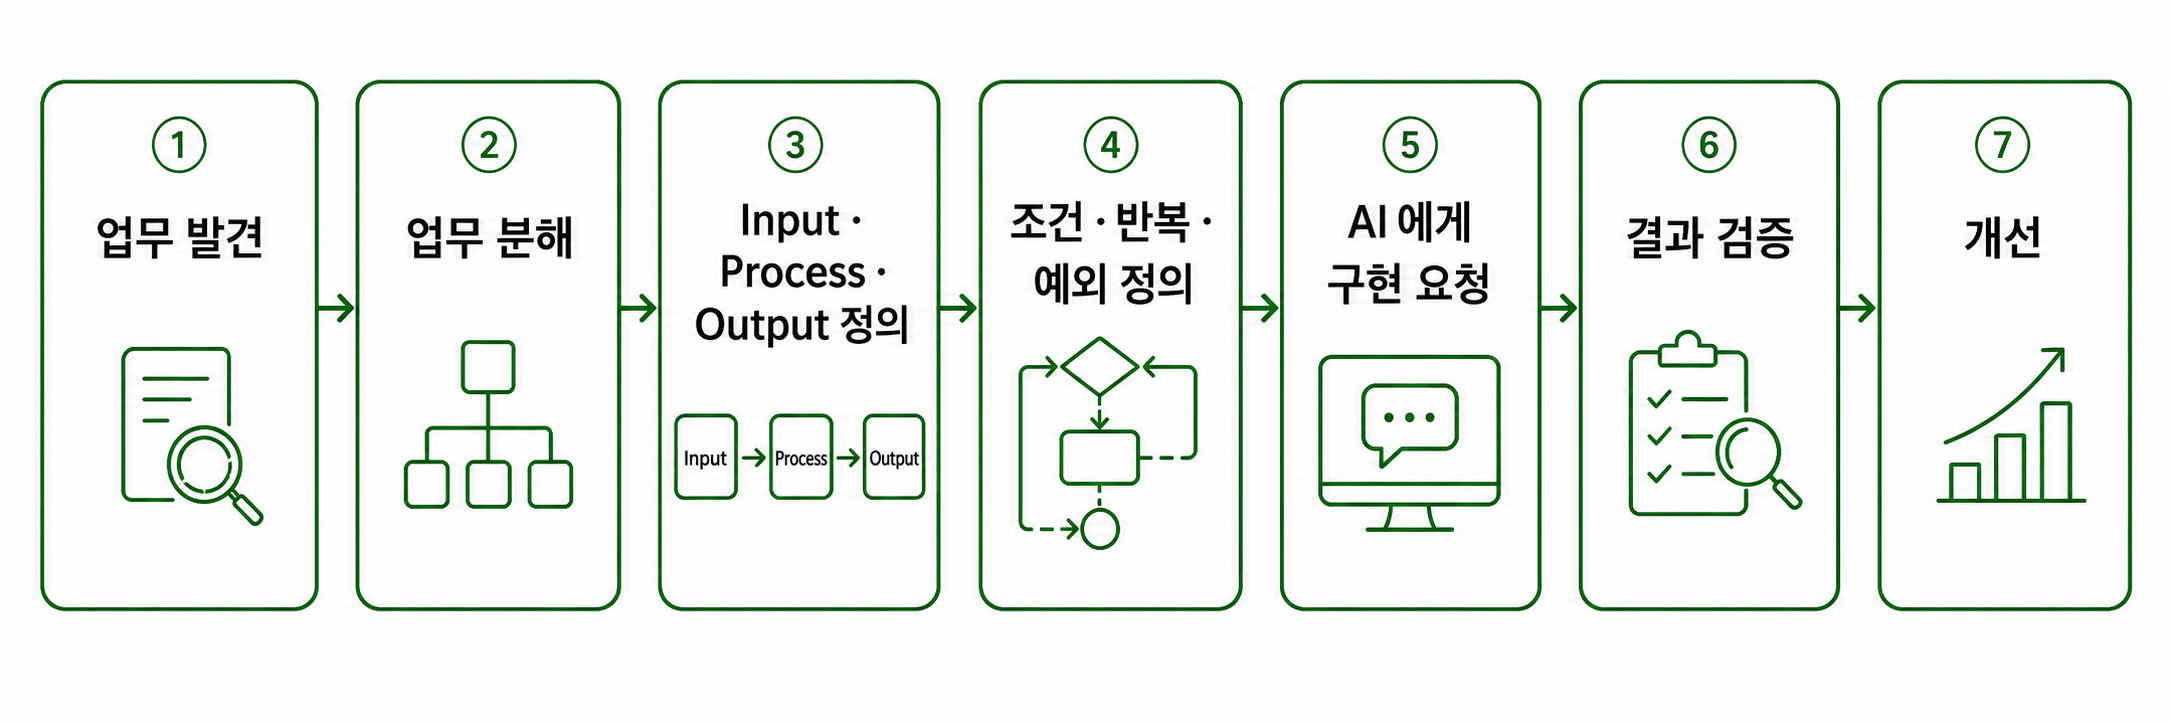 ①
업무 발견
②
업무 분해
③
Input ·
Process ·
Output 정의
Input
Process
Output
④
조건 · 반복 ·
예외 정의
⑤
AI 에게
구현 요청
⑥
결과 검증
⑦
개선